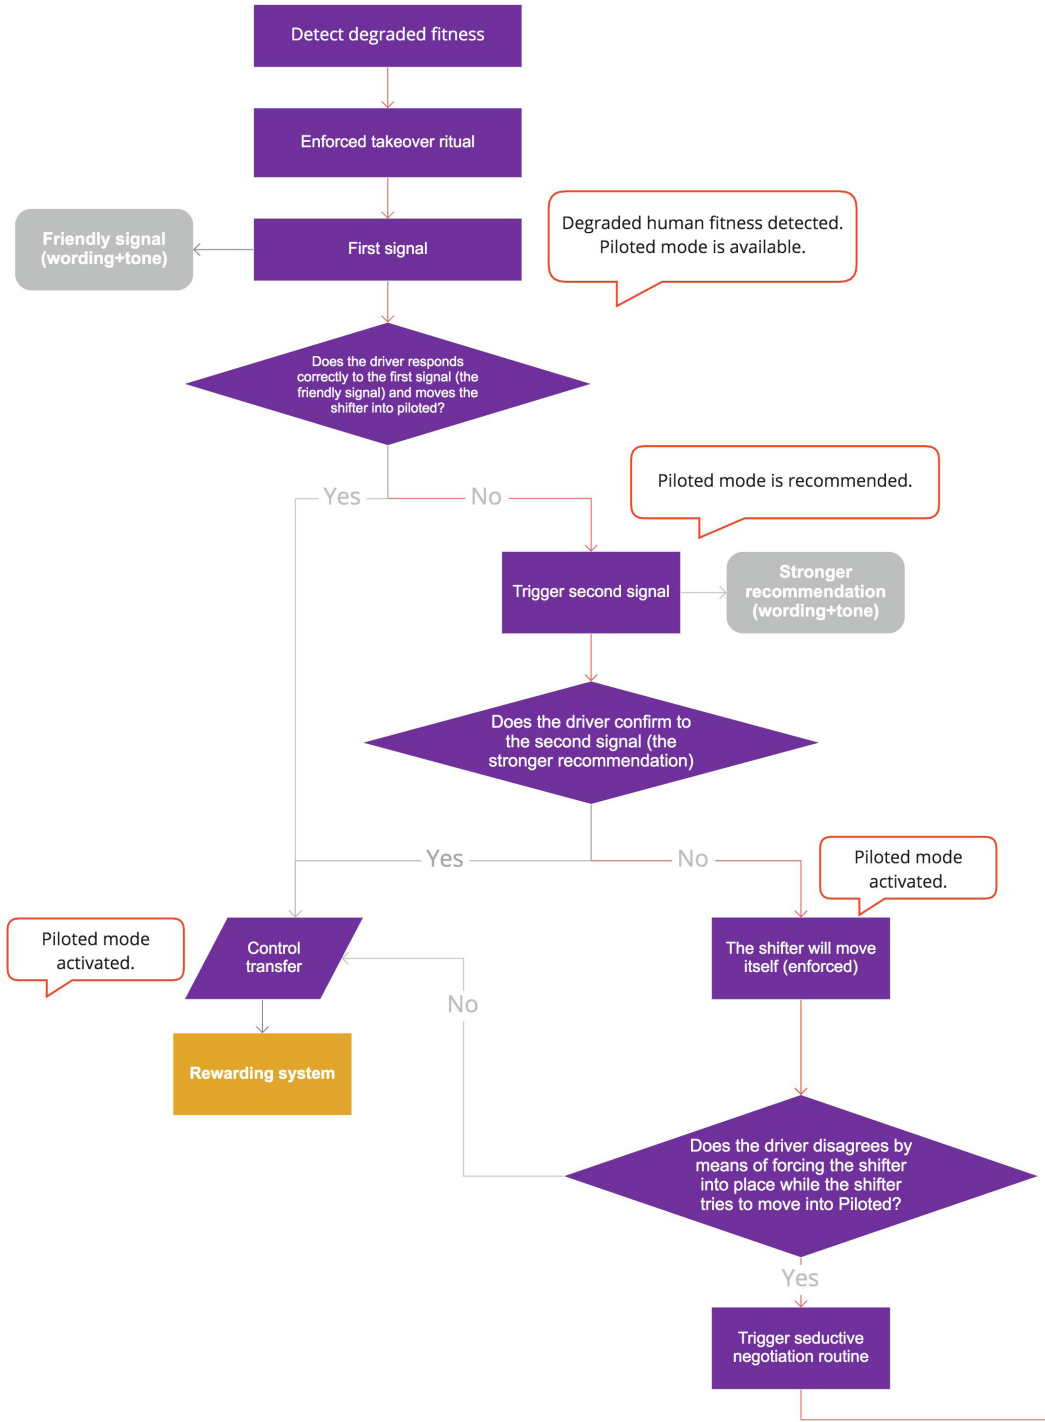 Detect degraded fitness
Enforced takeover ritual
First signal
Friendly signal
(wording+tone)
Degraded human fitness detected.
Piloted mode is available.
Does the driver responds
correctly to the first signal (the
friendly signal) and moves the
shifter into piloted?
Yes
No
Piloted mode is recommended.
Trigger second signal
Stronger
recommendation
(wording+tone)
Does the driver confirm to
the second signal (the
stronger recommendation)
Yes
No
Piloted mode
activated.
Piloted mode
activated.
Control
transfer
The shifter will move
itself (enforced)
No
Rewarding system
Does the driver disagrees by
means of forcing the shifter
into place while the shifter
tries to move into Piloted?
Yes
Trigger seductive
negotiation routine